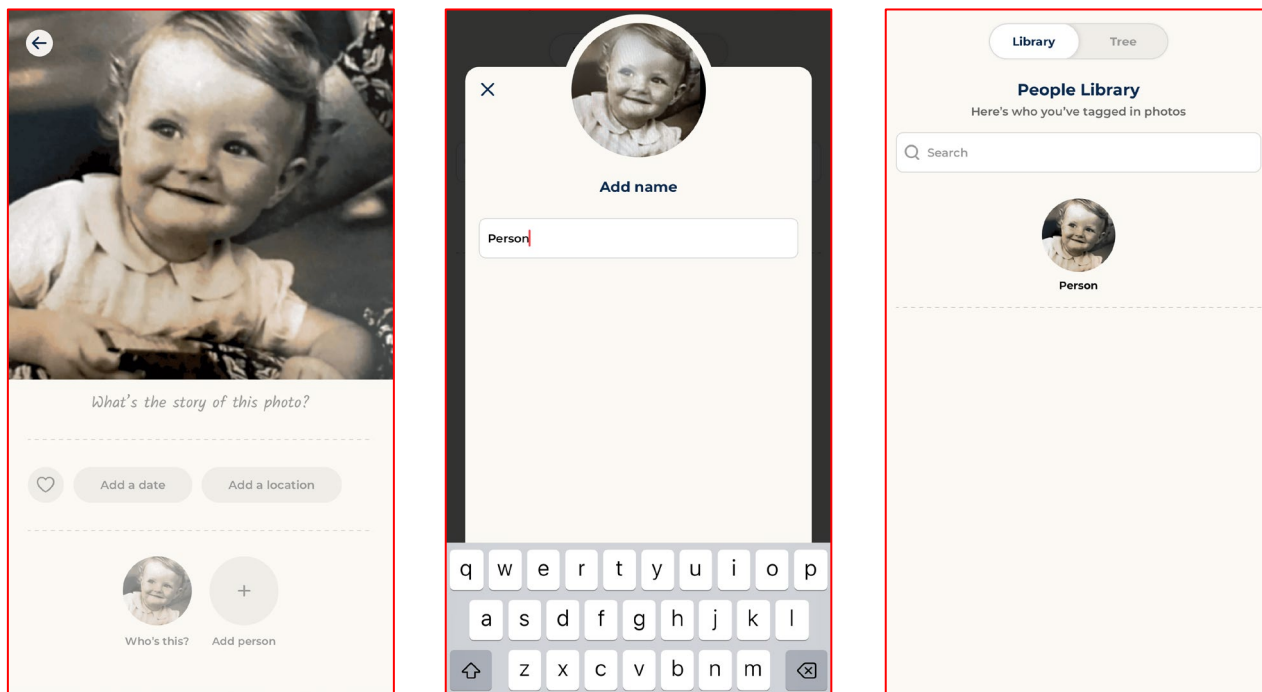 What's the story of this photo?
Add a date Add a location
Who's this? Add person
Add name
Person
q w e r t y u i o p
a s d f g h j k l
z x c v b n m
Library Tree
People Library
Here's who you've tagged in photos
Search
Person